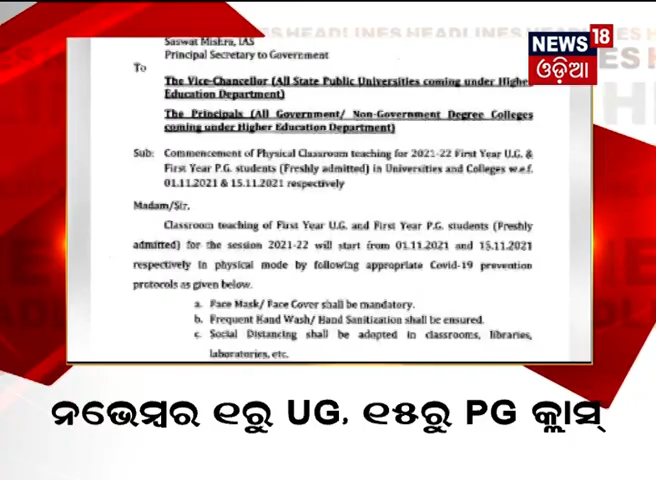 HEADLINES HEADLINES
NEWS 18
ଓଡ଼ିଆ
Saswat Mishra, IAS
Principal Secretary to Government
To
The Vice-Chancellor (All State Public Universities coming under Higher
Education Department)
The Principals (All Government/ Non-Government Degree Colleges
coming under Higher Education Department)
Sub: Commencement of Physical Classroom teaching for 2021-22 First Year U.G. &
First Year P.G. students (Freshly admitted) in Universities and Colleges w.e.f.
01.11.2021 & 15.11.2021 respectively
Madam/Sir,
Classroom teaching of First Year U.G. and First Year P.G. students (Freshly
admitted) for the session 2021-22 will start from 01.11.2021 and 15.11.2021
respectively in physical mode by following appropriate Covid-19 prevention
protocols as given below.
a. Face Mask/ Face Cover shall be mandatory.
b. Frequent Hand Wash/ Hand Sanitization shall be ensured.
c. Social Distancing shall be adopted in classrooms, libraries,
laboratories, etc.
ନଭେମ୍ବର ୧ରୁ UG, ୧୫ରୁ PG କ୍ଲାସ୍